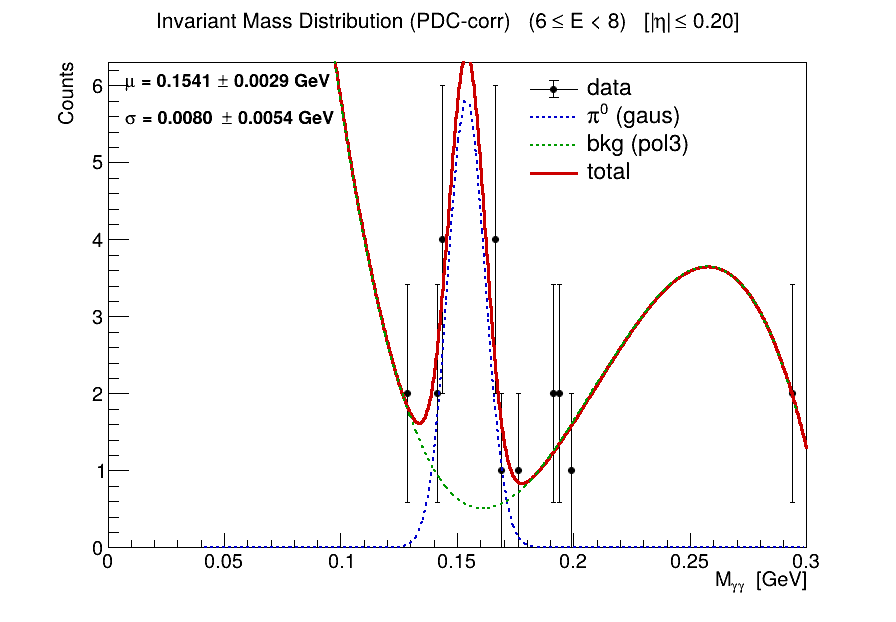 Invariant Mass Distribution (PDC-corr) (6 ≤ E < 8) [|η| ≤ 0.20]
Counts
μ = 0.1541 ± 0.0029 GeV
σ = 0.0080 ± 0.0054 GeV
data
π⁰ (gaus)
bkg (pol3)
total
6
5
4
3
2
1
0
0 0.05 0.1 0.15 0.2 0.25 0.3
M_γγ [GeV]